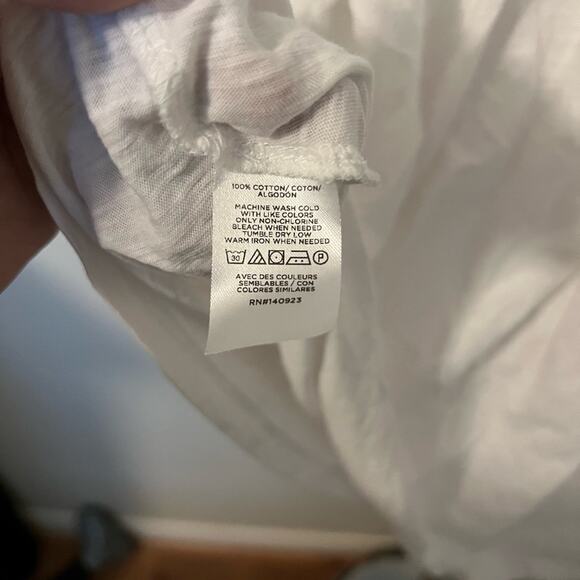 100% COTTON/ COTON/
ALGODON
MACHINE WASH COLD
WITH LIKE COLORS
ONLY NON-CHLORINE
BLEACH WHEN NEEDED
TUMBLE DRY LOW
WARM IRON WHEN NEEDED
30 P
AVEC DES COULEURS
SEMBLABLES / CON
COLORES SIMILARES
RN#140923